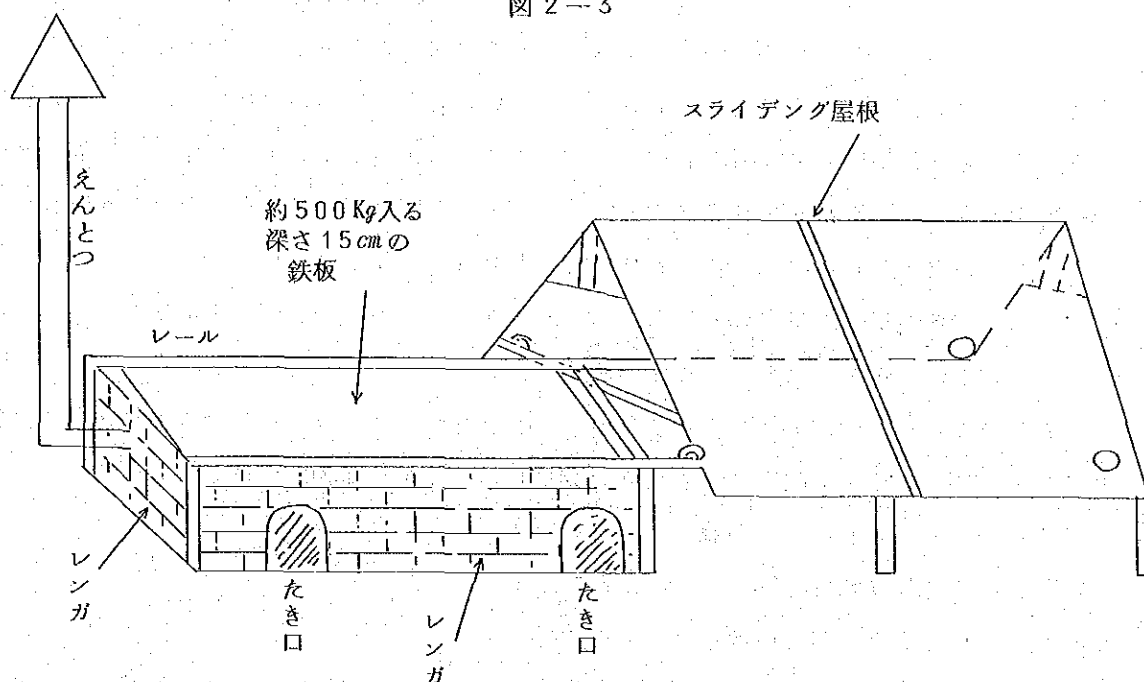 図2－3
スライデング屋根
えんとつ
約500Kg入る
深さ15cmの
鉄板
レール
レンガ
たき口
レンガ
たき口